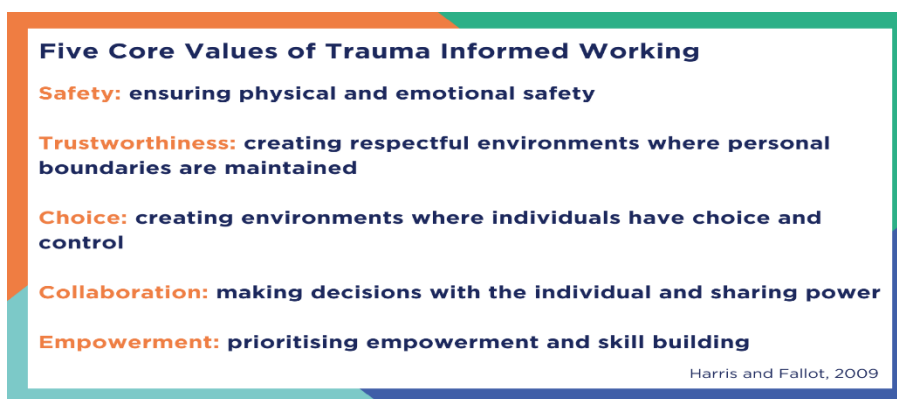 Five Core Values of Trauma Informed Working
Safety: ensuring physical and emotional safety
Trustworthiness: creating respectful environments where personal
boundaries are maintained
Choice: creating environments where individuals have choice and
control
Collaboration: making decisions with the individual and sharing power
Empowerment: prioritising empowerment and skill building
Harris and Fallot, 2009